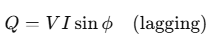 Q = VI sin ϕ (lagging)